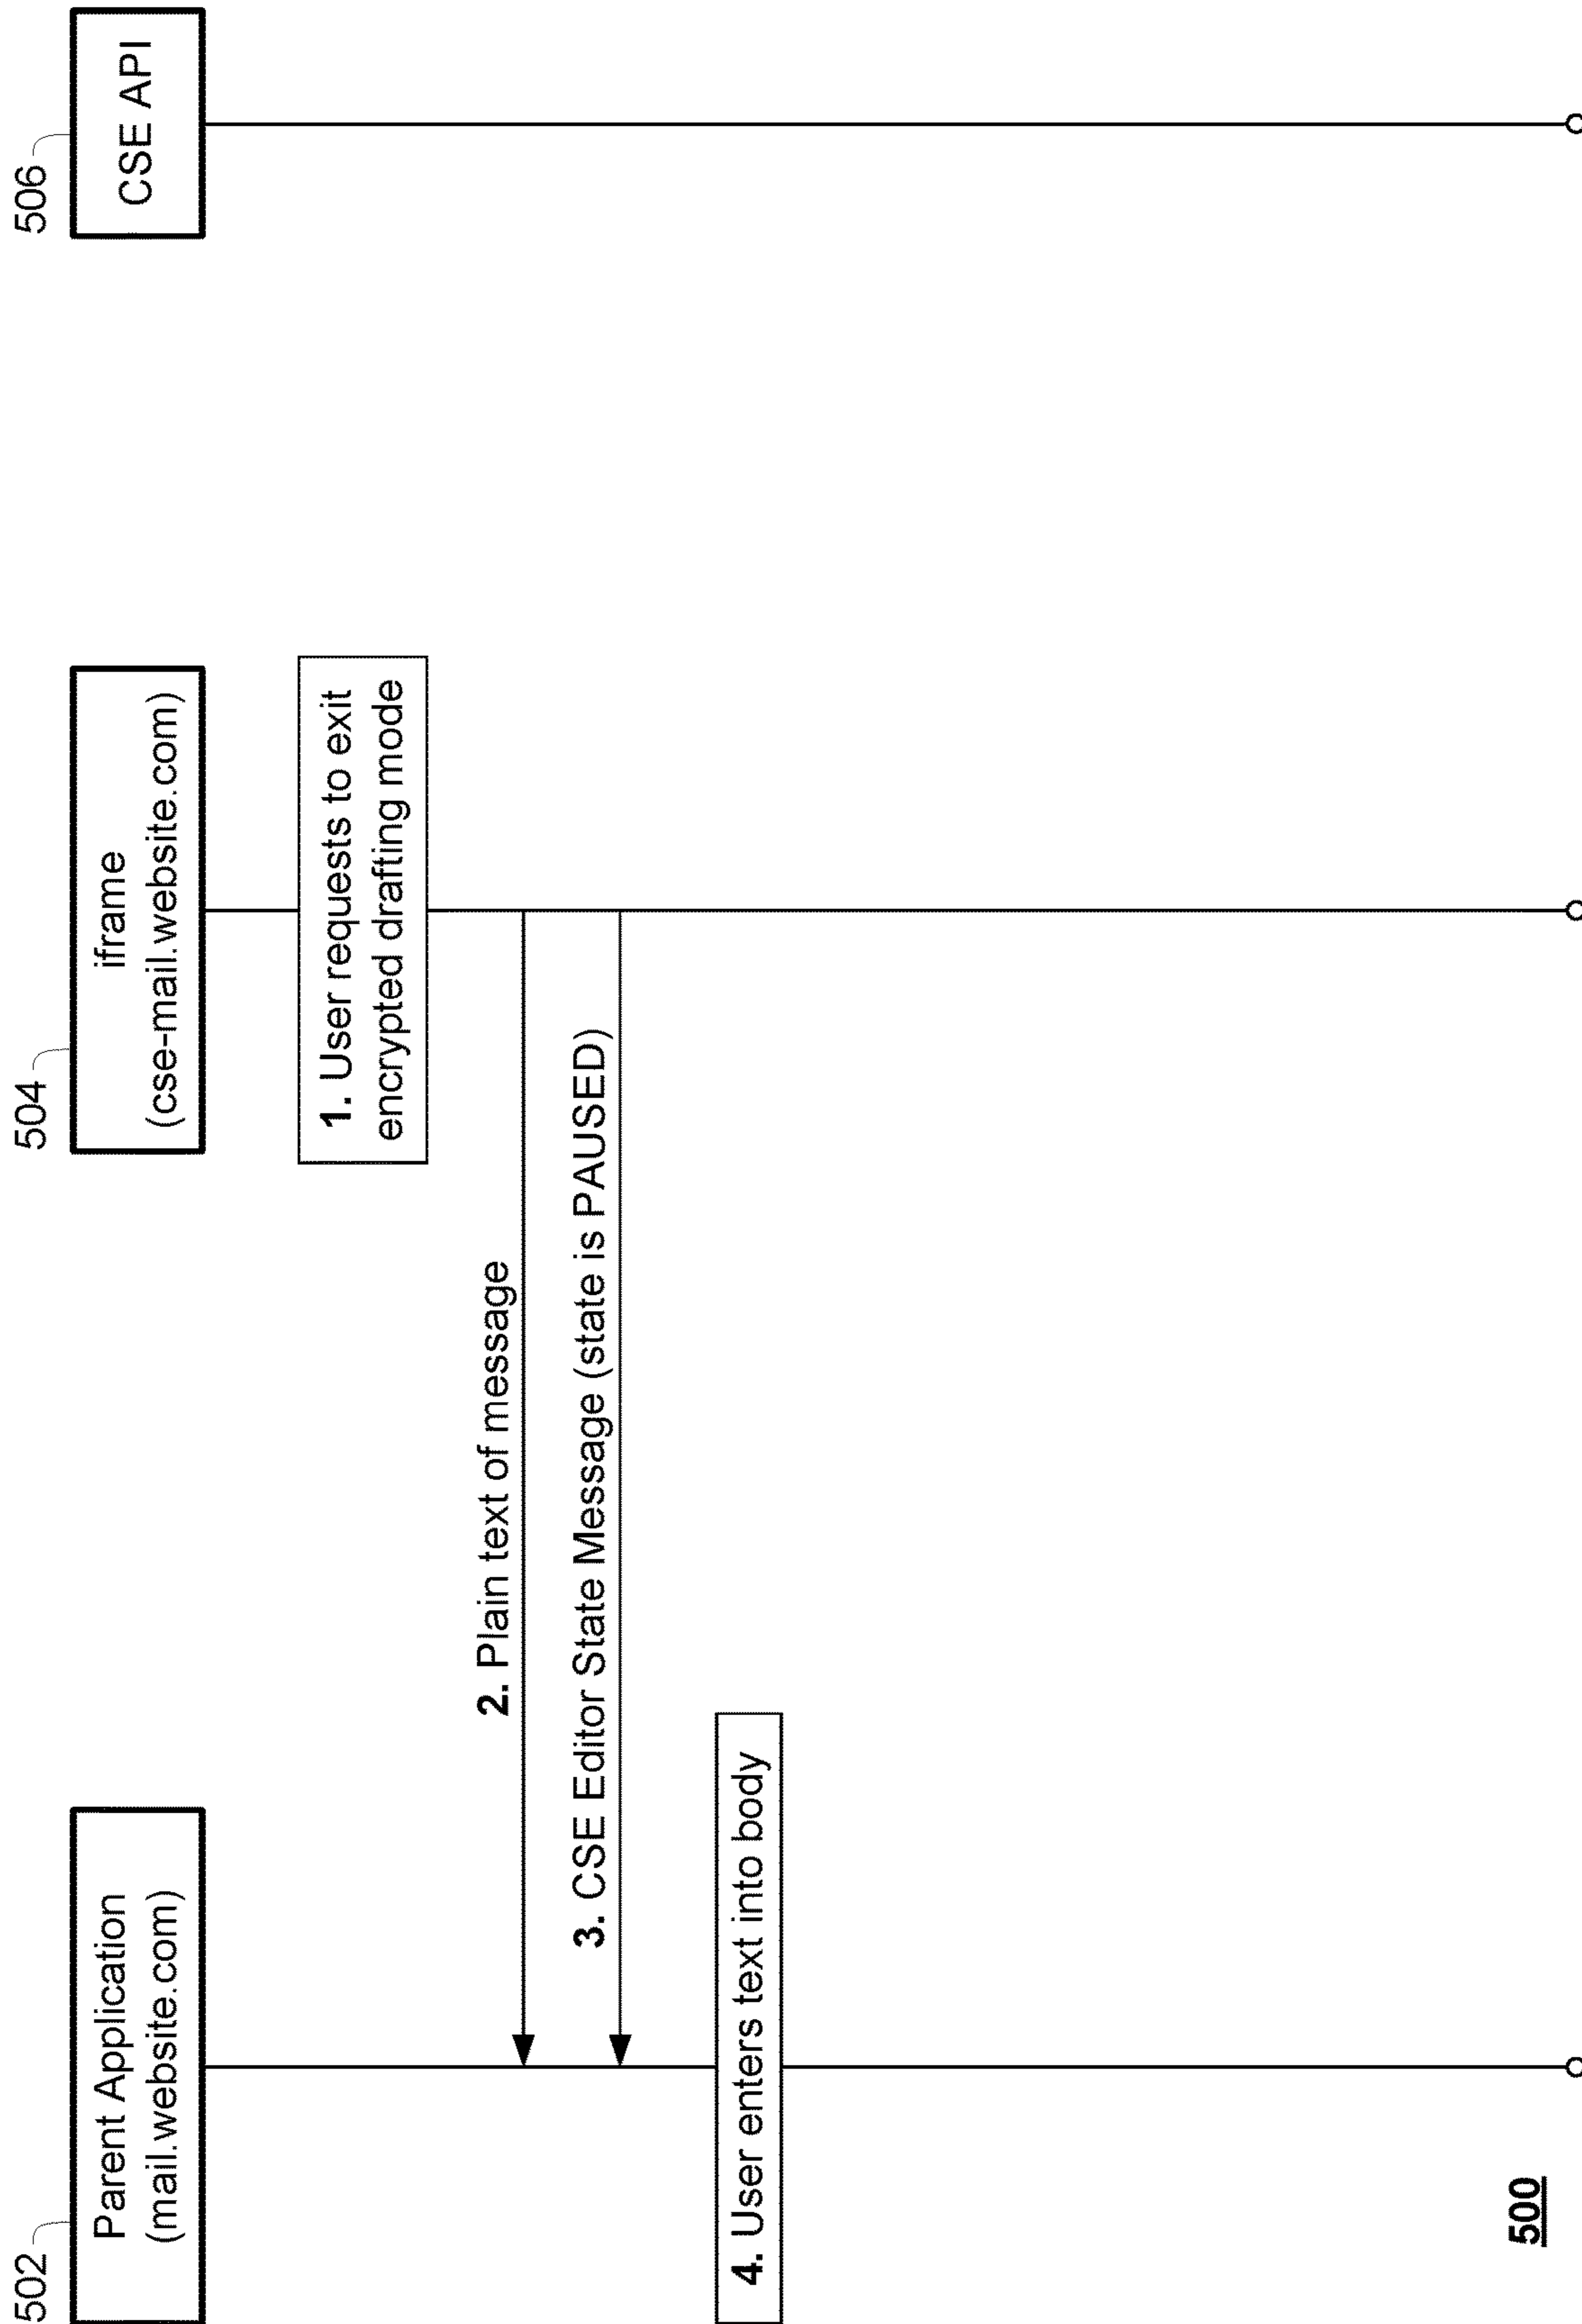 502
504
506
Parent Application
(mail.website.com)
iframe
(cse-mail.website.com)
CSE API
1. User requests to exit
encrypted drafting mode
2. Plain text of message
3. CSE Editor State Message (state is PAUSED)
4. User enters text into body
500